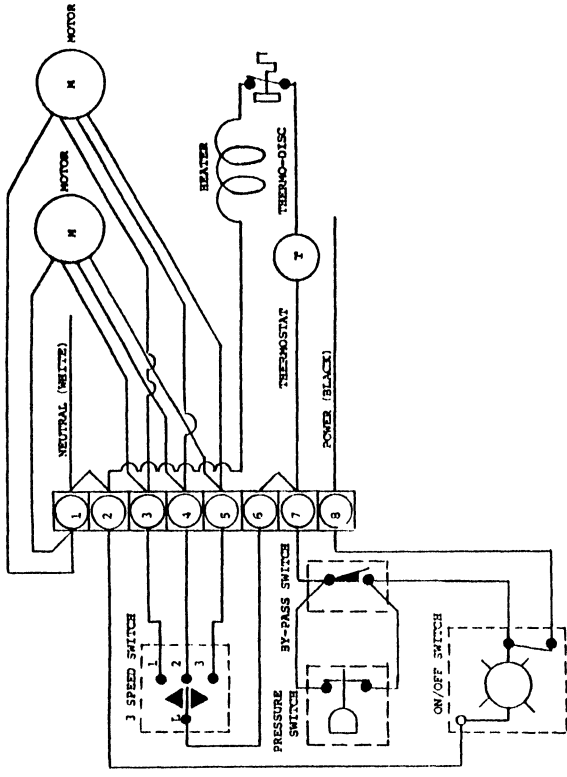 MOTOR
M
MOTOR
M
NEUTRAL (WHITE)
HEATER
THERMO-DISC
T
THERMOSTAT
POWER (BLACK)
1
2
3
4
5
6
7
8
3 SPEED SWITCH
1
2
3
L
BY-PASS SWITCH
PRESSURE
SWITCH
ON/OFF SWITCH